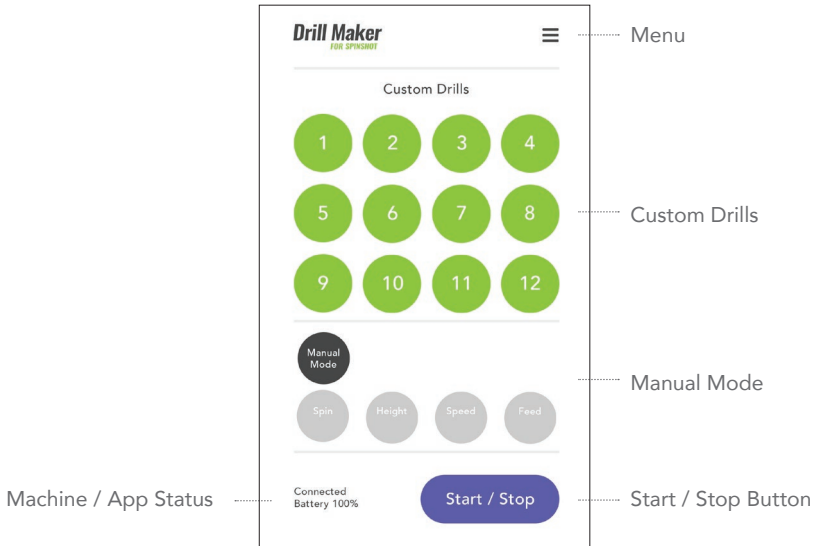 Drill Maker
FOR SPINSHOT
Menu
Custom Drills
1 2 3 4
5 6 7 8
Custom Drills
9 10 11 12
Manual
Mode
Manual Mode
Spin Height Speed Feed
Machine / App Status
Connected
Battery 100%
Start / Stop
Start / Stop Button